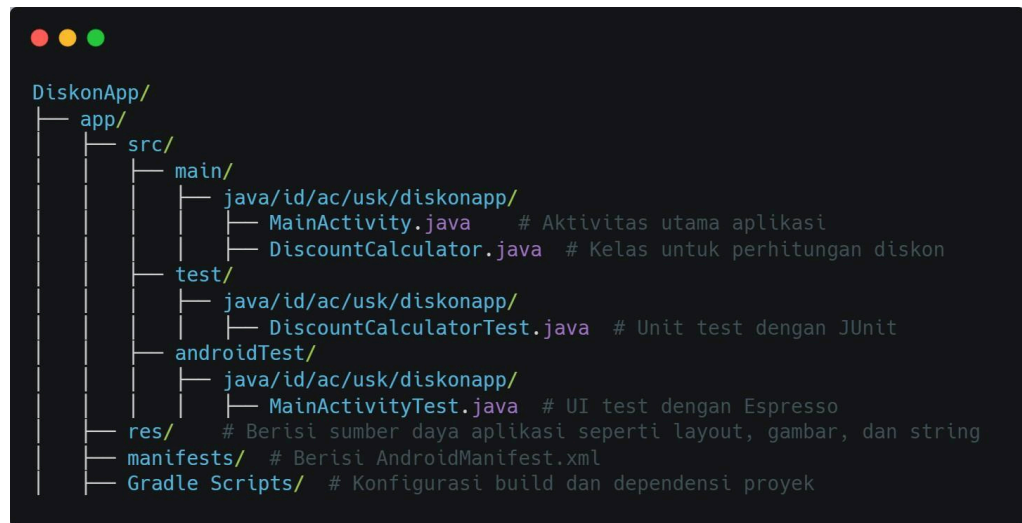 DiskonApp/
├── app/
│   ├── src/
│   │   ├── main/
│   │   │   ├── java/id/ac/usk/diskonapp/
│   │   │   │   ├── MainActivity.java    # Aktivitas utama aplikasi
│   │   │   │   ├── DiscountCalculator.java  # Kelas untuk perhitungan diskon
│   │   ├── test/
│   │   │   ├── java/id/ac/usk/diskonapp/
│   │   │   │   ├── DiscountCalculatorTest.java  # Unit test dengan JUnit
│   │   ├── androidTest/
│   │   │   ├── java/id/ac/usk/diskonapp/
│   │   │   │   ├── MainActivityTest.java  # UI test dengan Espresso
│   ├── res/    # Berisi sumber daya aplikasi seperti layout, gambar, dan string
│   ├── manifests/  # Berisi AndroidManifest.xml
│   ├── Gradle Scripts/  # Konfigurasi build dan dependensi proyek